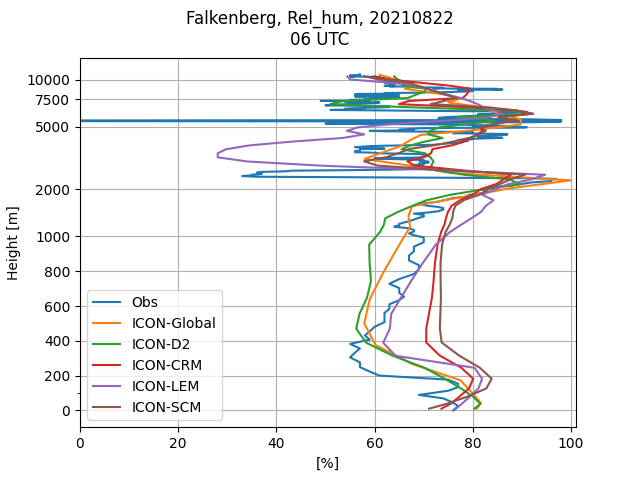 Falkenberg, Rel_hum, 20210822
06 UTC
10000
7500
5000
2000
1000
800
600
400
200
0
Height [m]
Obs
ICON-Global
ICON-D2
ICON-CRM
ICON-LEM
ICON-SCM
0 20 40 60 80 100
[%]